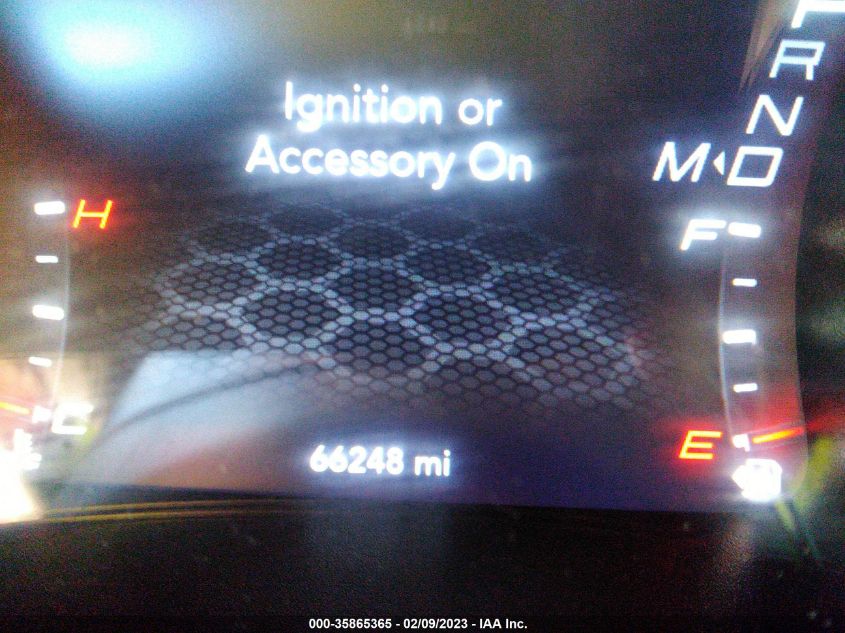 Ignition or
Accessory On
P
R
N
M D
H
F
C
E
66248 mi
000-35865365 - 02/09/2023 - IAA Inc.